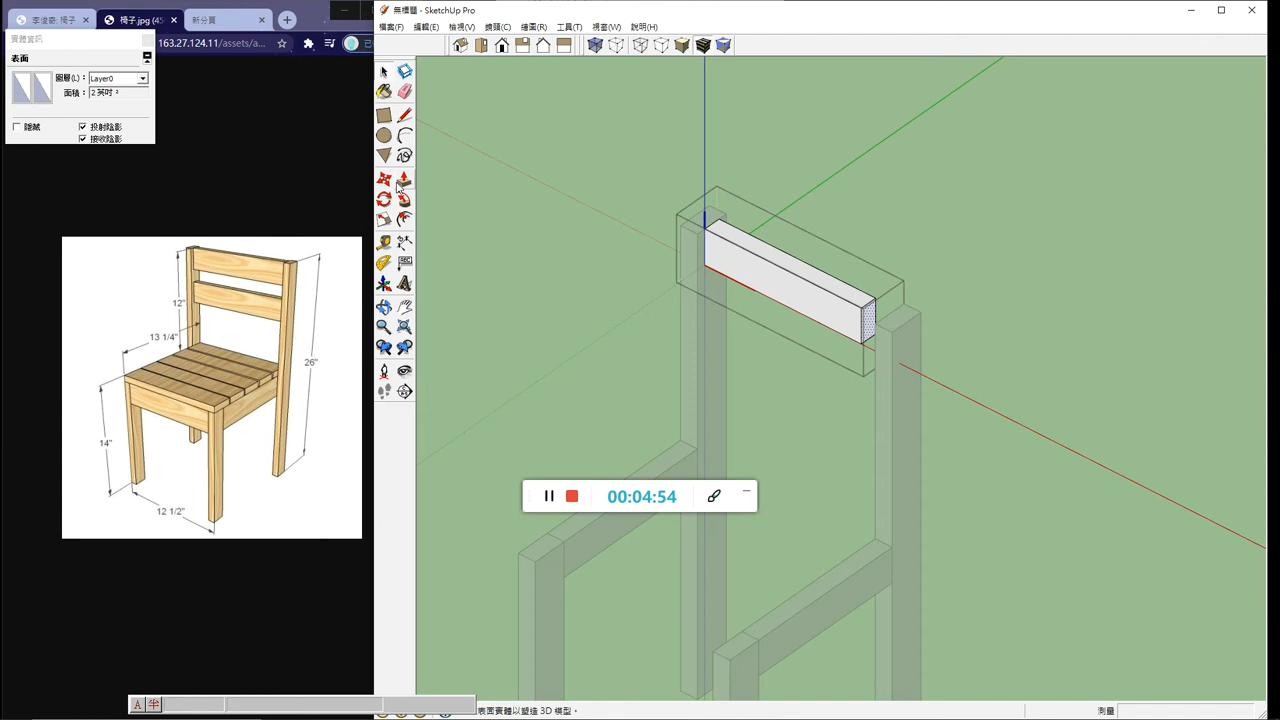 李俊毅: 椅子
椅子.jpg (45
新分頁
無標題 - SketchUp Pro
檔案(F)
編輯(E)
檢視(V)
鏡頭(C)
繪圖(R)
工具(T)
視窗(W)
說明(H)
163.27.124.11/assets/a...
實體資訊
表面
圖層(L):
Layer0
面積:
2 英吋 ²
隱藏
投射陰影
接收陰影
12"
13 1/4"
26"
14"
12 1/2"
00:04:54
A 半
表面實體以塑造 3D 模型。
測量